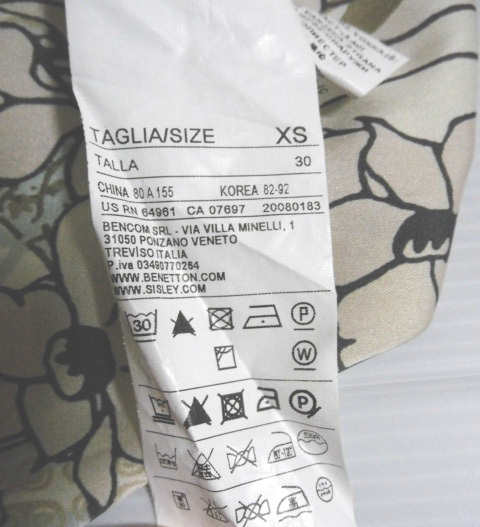 TAGLIA/SIZE XS
TALLA 30
CHINA 80 A 155 KOREA 82-92
US RN 64961 CA 07697 20080183
BENCOM SRL - VIA VILLA MINELLI, 1
31050 PONZANO VENETO
TREVISO ITALIA
P.iva 03490770264
WWW.BENETTON.COM
WWW.SISLEY.COM
30 P
W
P